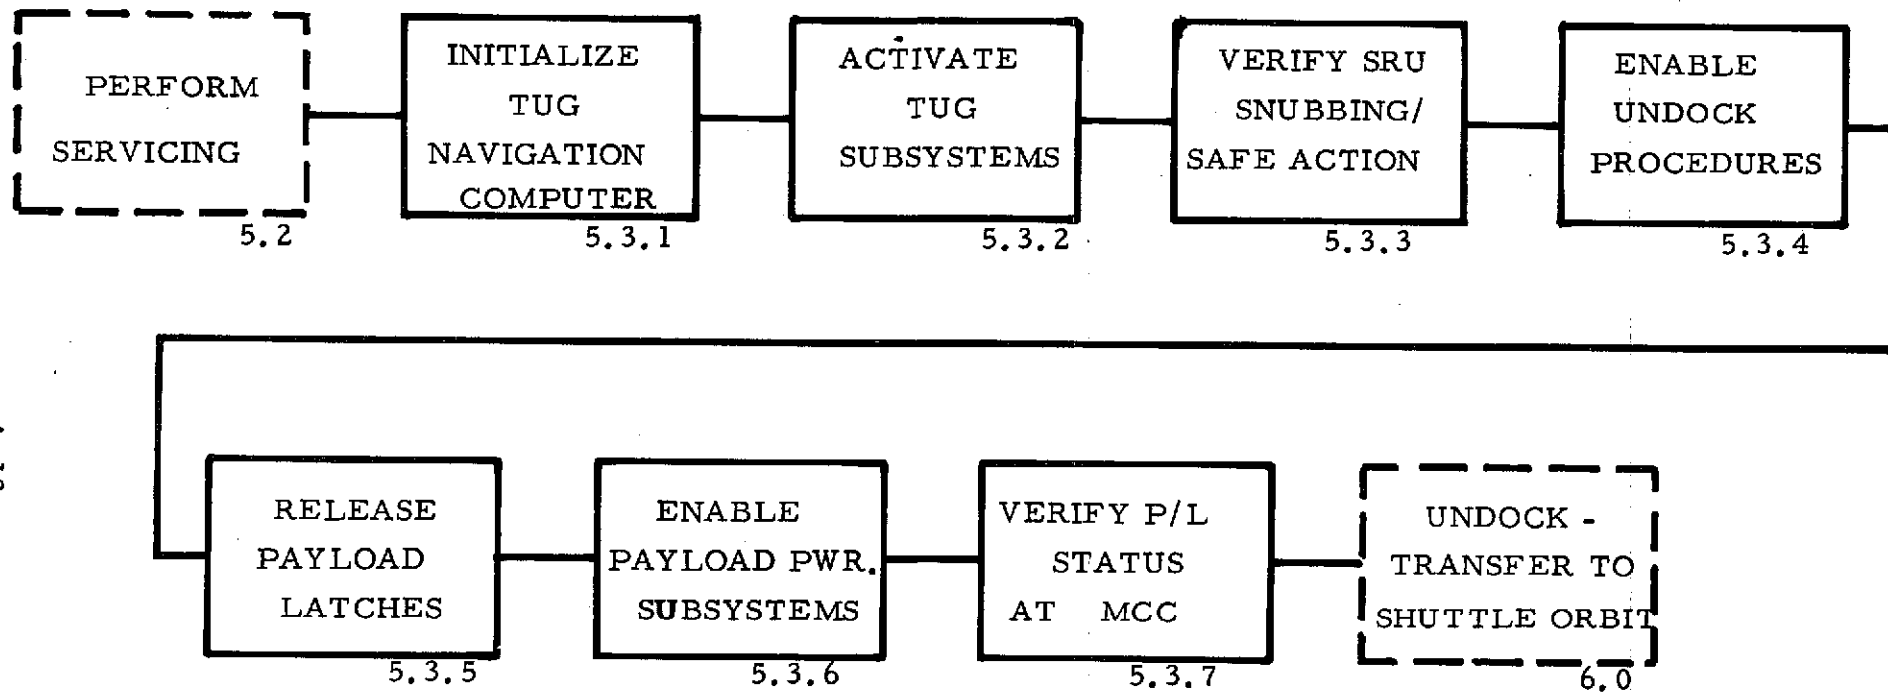 PERFORM
SERVICING
5.2
INITIALIZE
TUG
NAVIGATION
COMPUTER
5.3.1
ACTIVATE
TUG
SUBSYSTEMS
5.3.2
VERIFY SRU
SNUBBING/
SAFE ACTION
5.3.3
ENABLE
UNDOCK
PROCEDURES
5.3.4
RELEASE
PAYLOAD
LATCHES
5.3.5
ENABLE
PAYLOAD PWR.
SUBSYSTEMS
5.3.6
VERIFY P/L
STATUS
AT MCC
5.3.7
UNDOCK -
TRANSFER TO
SHUTTLE ORBIT
6.0